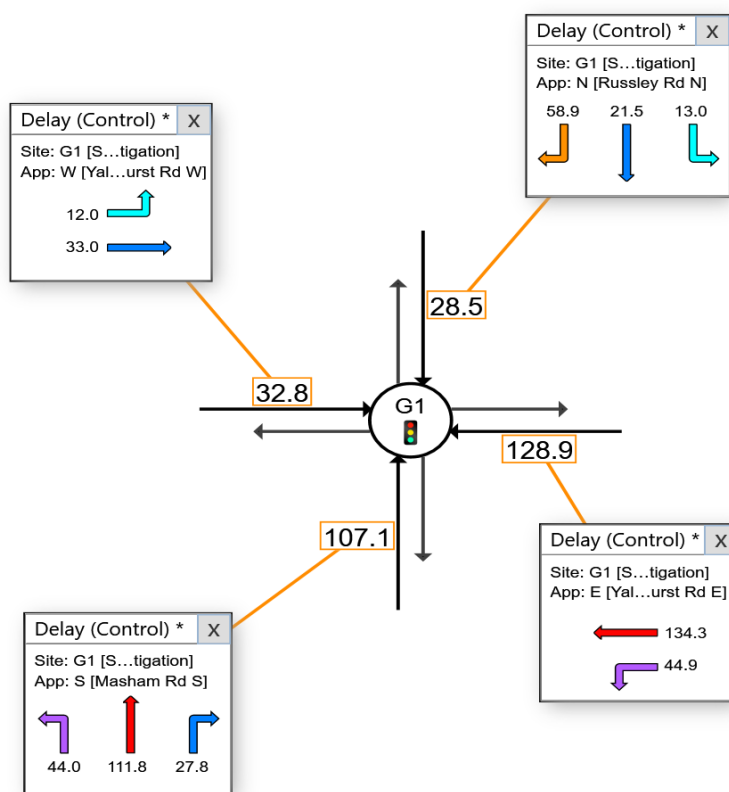 Delay (Control) * X
Site: G1 [S...tigation]
App: N [Russley Rd N]
58.9 21.5 13.0
Delay (Control) * X
Site: G1 [S...tigation]
App: W [Yal...urst Rd W]
12.0
33.0
28.5
32.8
G1
128.9
107.1
Delay (Control) * X
Site: G1 [S...tigation]
App: E [Yal...urst Rd E]
134.3
44.9
Delay (Control) * X
Site: G1 [S...tigation]
App: S [Masham Rd S]
44.0 111.8 27.8